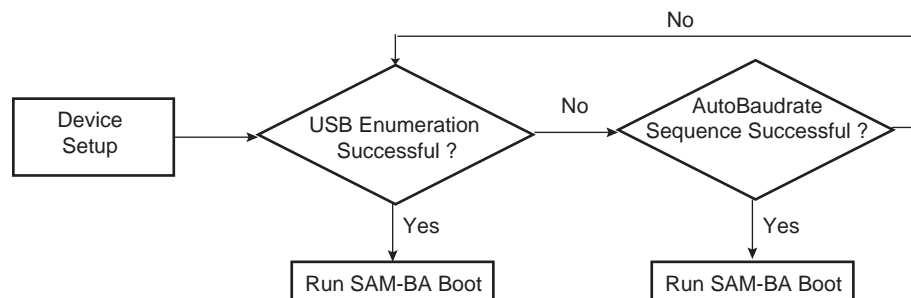 No
Device
Setup
USB Enumeration
Successful ?
No
AutoBaudrate
Sequence Successful ?
Yes
Yes
Run SAM-BA Boot
Run SAM-BA Boot